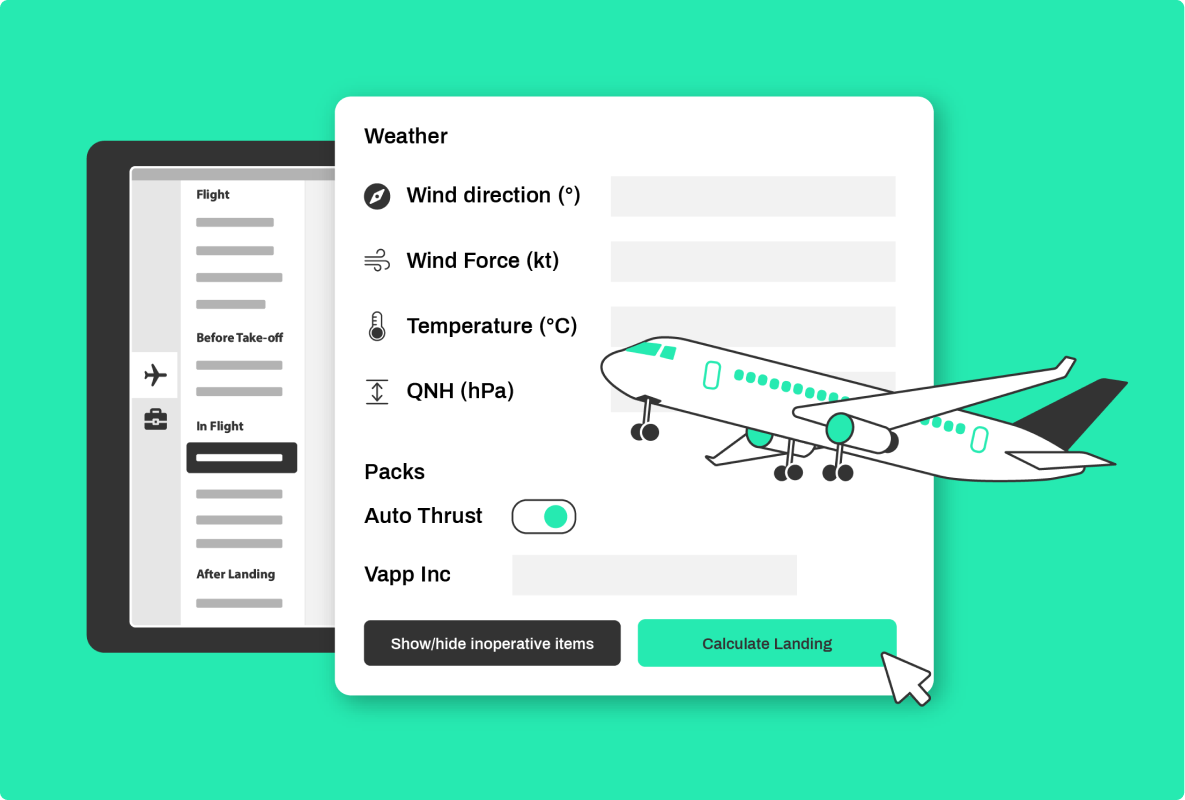 Flight
Before Take-off
In Flight
After Landing
Weather
Wind direction (°)
Wind Force (kt)
Temperature (°C)
QNH (hPa)
Packs
Auto Thrust
Vapp Inc
Show/hide inoperative items
Calculate Landing